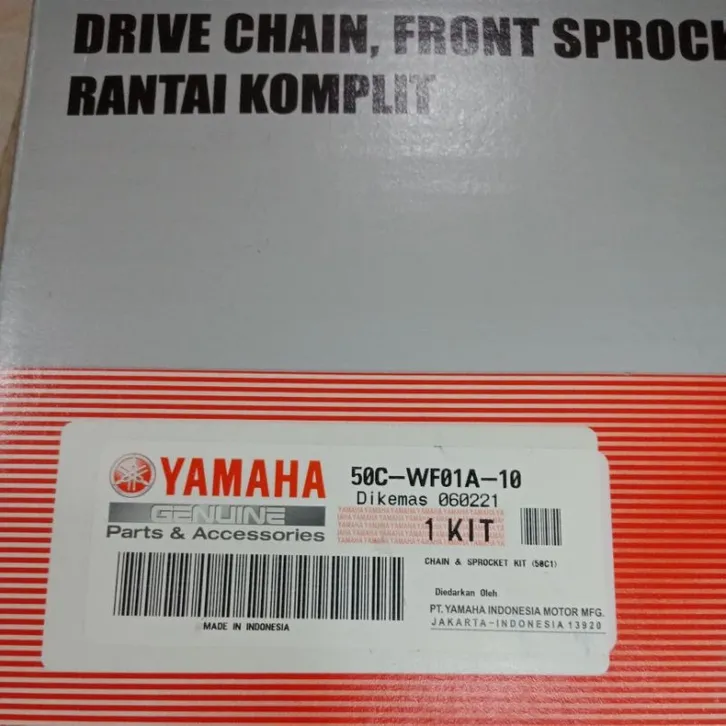 DRIVE CHAIN, FRONT SPROCK
RANTAI KOMPLIT
YAMAHA
GENUINE
Parts & Accessories
50C-WF01A-10
Dikemas 060221
1 KIT
CHAIN & SPROCKET KIT (50C1)
Diedarkan Oleh
PT. YAMAHA INDONESIA MOTOR MFG.
JAKARTA-INDONESIA 13920
MADE IN INDONESIA